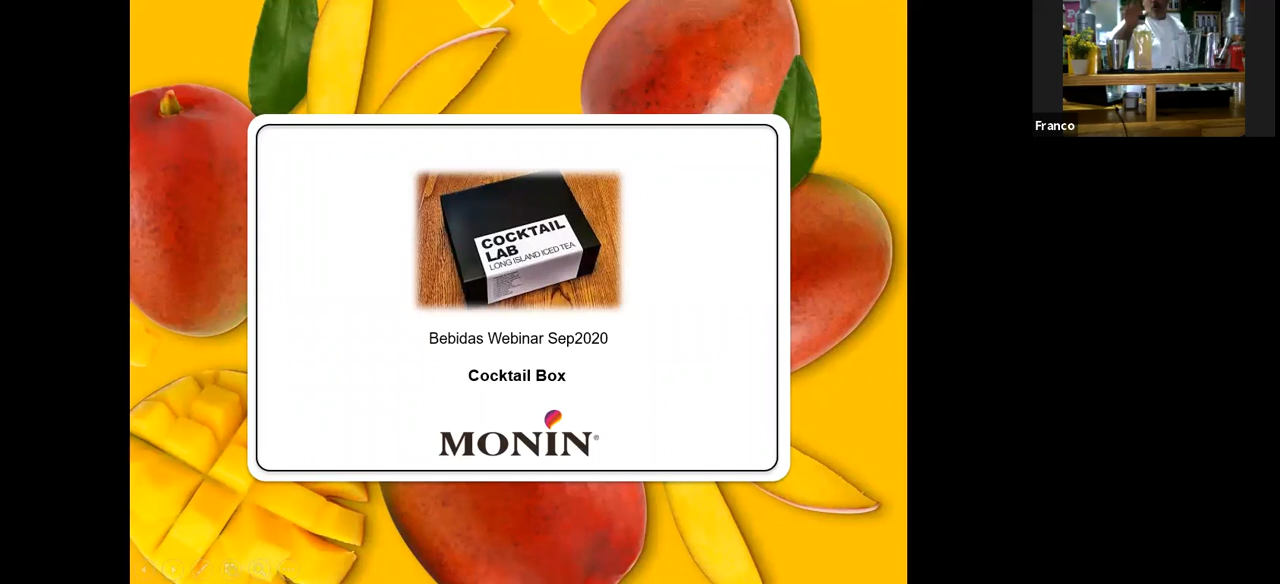 COCKTAIL
LAB
LONG ISLAND ICED TEA
Bebidas Webinar Sep2020
Cocktail Box
MONIN®
Franco